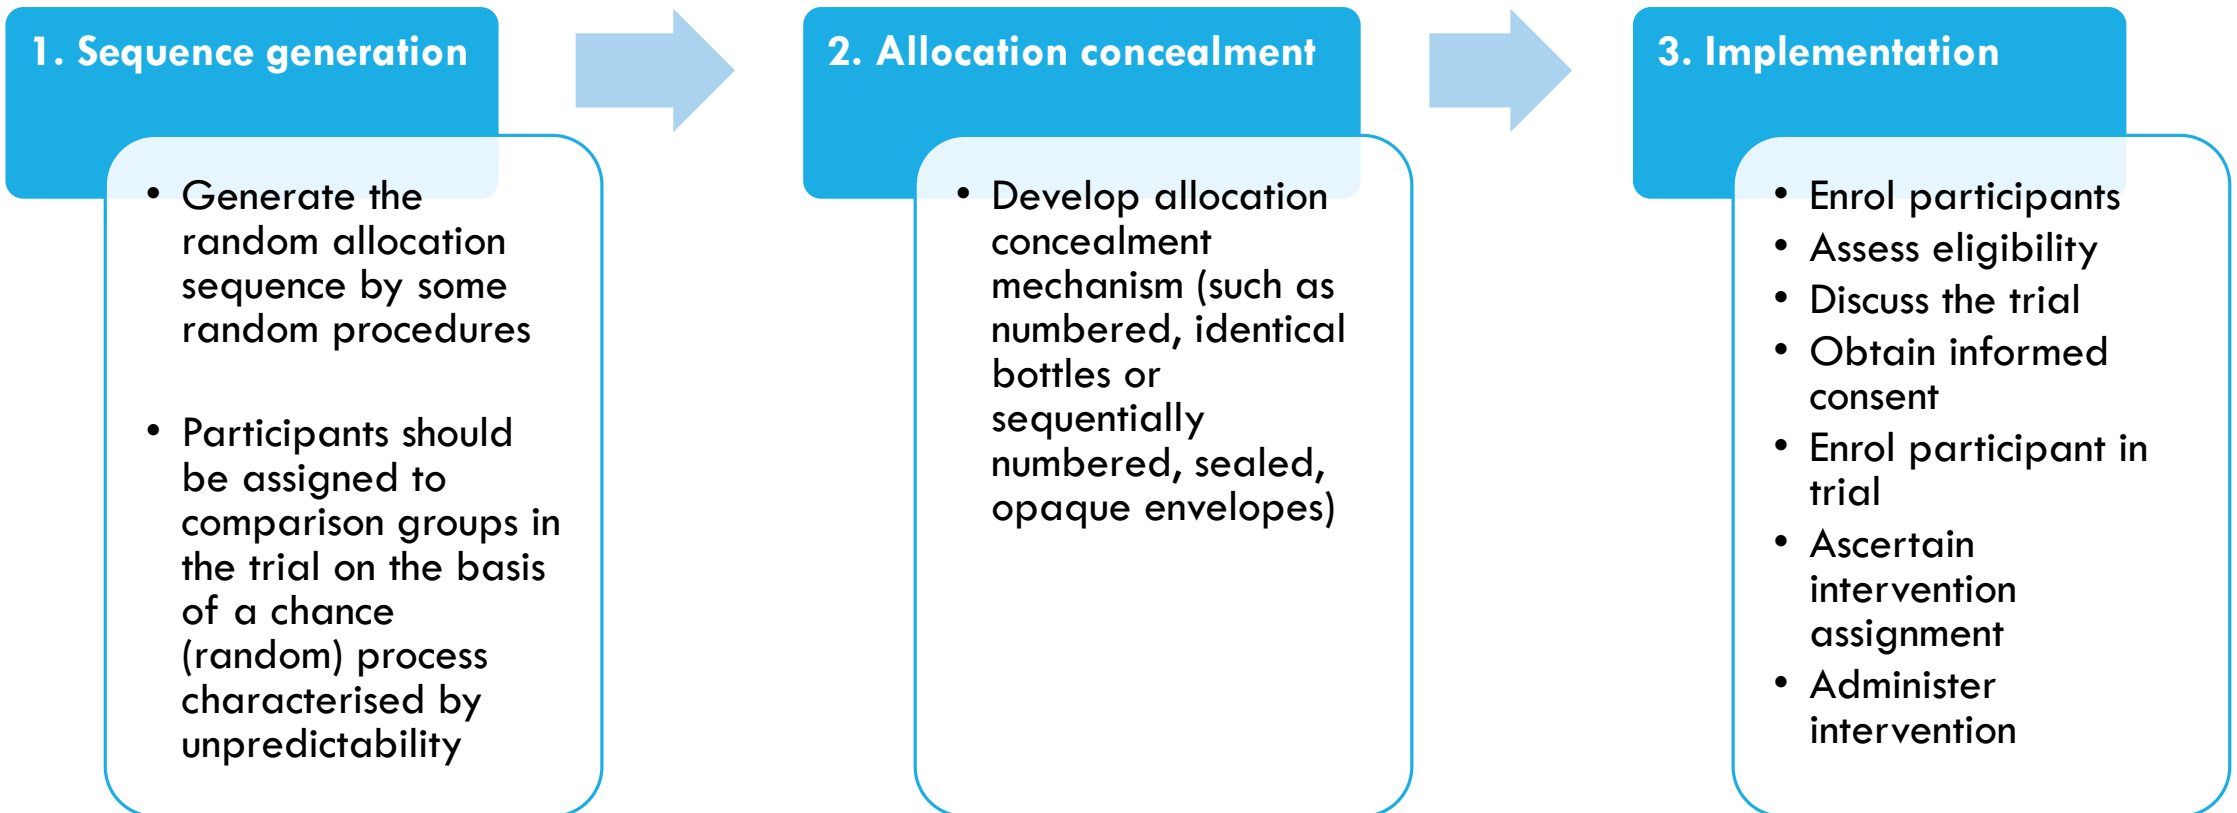 1. Sequence generation
• Generate the
random allocation
sequence by some
random procedures
• Participants should
be assigned to
comparison groups in
the trial on the basis
of a chance
(random) process
characterised by
unpredictability
2. Allocation concealment
• Develop allocation
concealment
mechanism (such as
numbered, identical
bottles or
sequentially
numbered, sealed,
opaque envelopes)
3. Implementation
• Enrol participants
• Assess eligibility
• Discuss the trial
• Obtain informed
consent
• Enrol participant in
trial
• Ascertain
intervention
assignment
• Administer
intervention